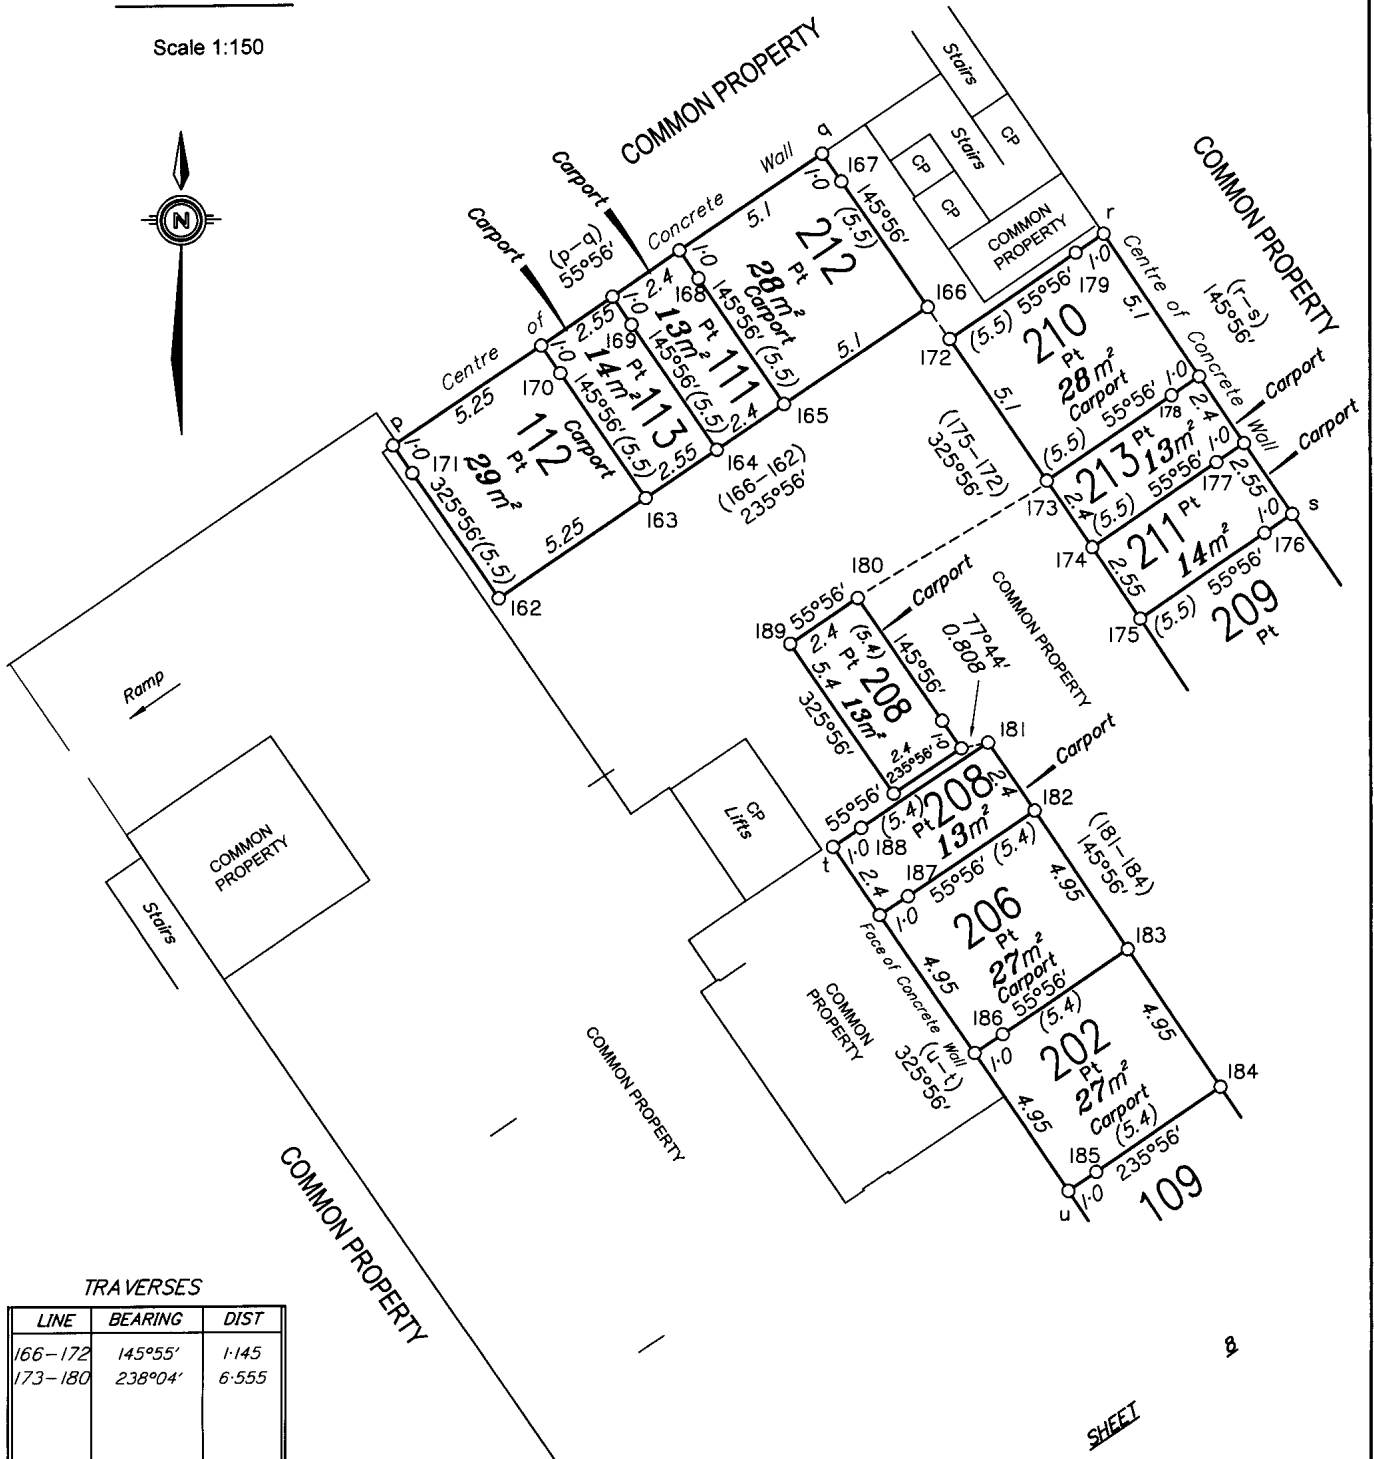 Scale 1:150
N
COMMON PROPERTY
Stairs
CP
Stairs
CP
CP
COMMON
PROPERTY
COMMON PROPERTY
Carport
Carport
(p-q)
55°56'
Centre of Concrete Wall
p
q
167
1·0
145°56'
(5.5)
5.1
212
Pt
28m²
Carport
166
5.1
1·0
168
145°56' (5.5)
2.4
Pt 111
13m²
2.4
165
1·0
169
145°56' (5.5)
2.55
Pt 113
14m²
2.55
164
(166-162)
235°56'
1·0
170
145°56' (5.5)
5.25
112
Pt
Carport
29m²
5.25
163
1·0
171
325°56' (5.5)
162
r
Centre of Concrete Wall
(r-s)
145°56'
172
(5.5) 55°56'
179
1·0
5.1
210
Pt
28m²
Carport
5.1
(175-172)
325°56'
173
(5.5) 55°56'
178
1·0
2.4
Carport
213 Pt
13m²
2.4
174
(5.5) 55°56'
177
1·0
2.55
Carport
211 Pt
14m²
2.55
175
(5.5) 55°56'
176
1·0
s
209
Pt
180
55°56'
189
2.4
(5.4)
145°56'
Carport
Pt 208
13m²
5.4
325°56'
2.4
235°56'
1·0
77°44'
0.808
COMMON PROPERTY
181
55°56'
(5.4)
188
1·0
t
2.4
Pt 208
13m²
2.4
Carport
182
187
55°56' (5.4)
1·0
(181-184)
145°56'
4.95
206
Pt
27m²
Carport
4.95
183
Face of Concrete Wall
(u-t)
325°56'
186
55°56'
(5.4)
1·0
4.95
202
Pt
27m²
Carport
4.95
184
(5.4)
235°56'
185
1·0
u
109
Ramp
COMMON
PROPERTY
Stairs
CP
Lifts
COMMON
PROPERTY
COMMON PROPERTY
COMMON PROPERTY
TRAVERSES
LINE BEARING DIST
166-172 145°55' 1·145
173-180 238°04' 6·555
8
SHEET